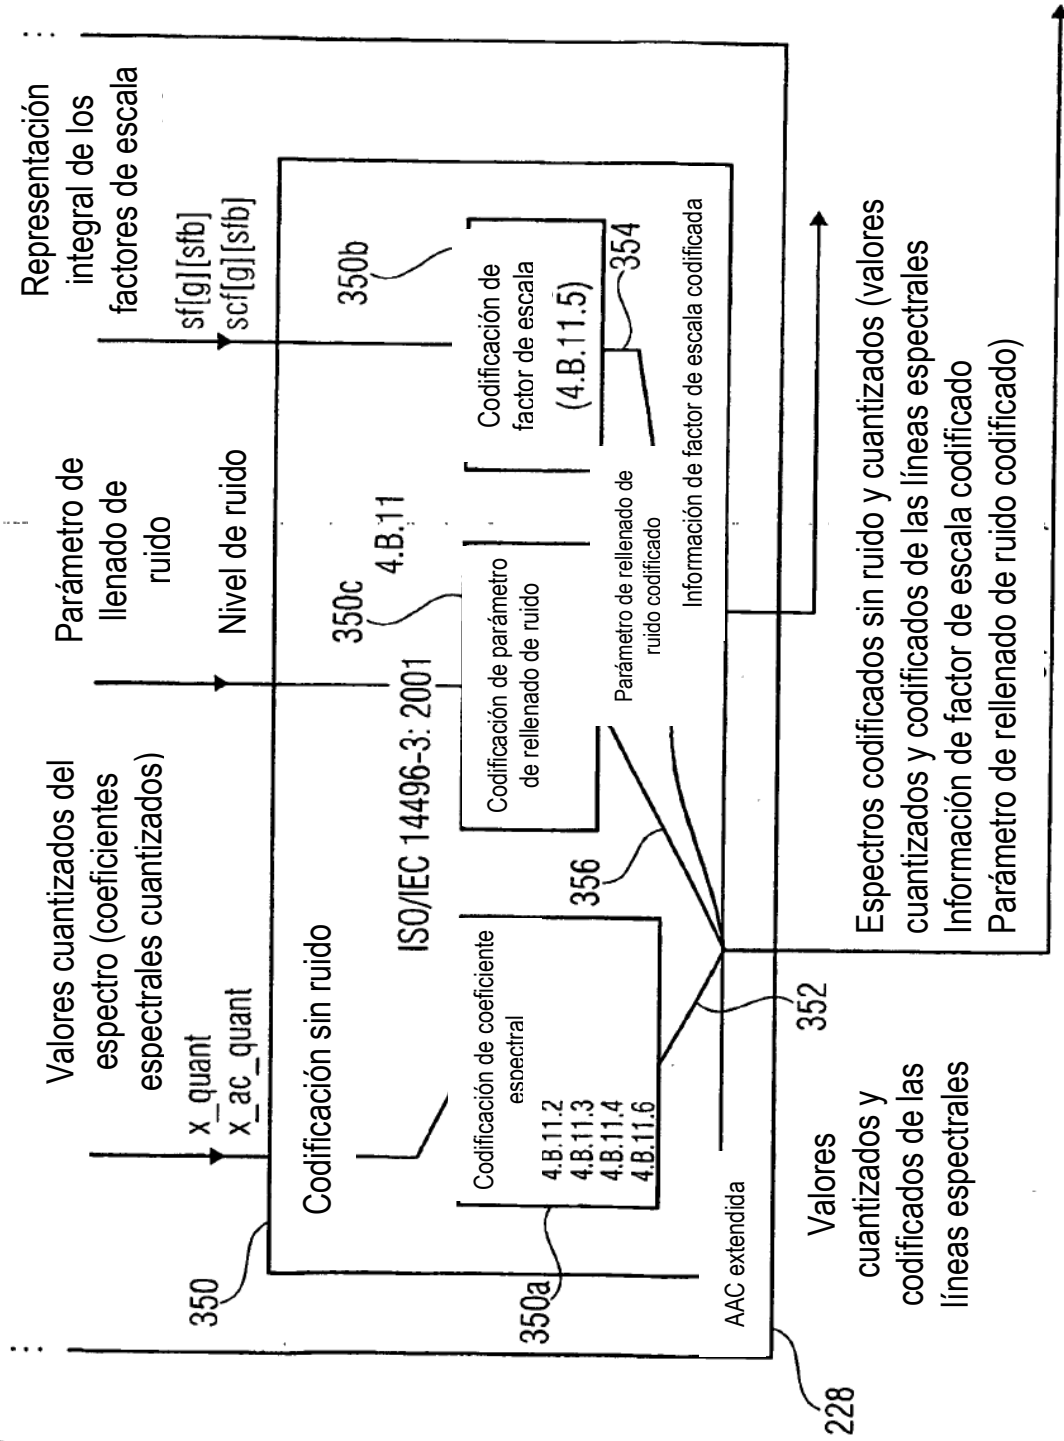 Valores cuantizados del
espectro (coeficientes
espectrales cuantizados)
x_quant
x_ac_quant
Parámetro de
llenado de
ruido
Nivel de ruido
Representación
integral de los
factores de escala
sf[g][sfb]
scf[g][sfb]
350
Codificación sin ruido
ISO/IEC 14496-3: 2001
4.B.11
350a
Codificación de coeficiente
espectral
4.B.11.2
4.B.11.3
4.B.11.4
4.B.11.6
350c
Codificación de parámetro
de rellenado de ruido
350b
Codificación de
factor de escala
(4.B.11.5)
356
354
Parámetro de rellenado de
ruido codificado
Información de factor de escala codificada
352
AAC extendida
228
Valores
cuantizados y
codificados de las
líneas espectrales
Espectros codificados sin ruido y cuantizados (valores
cuantizados y codificados de las líneas espectrales
Información de factor de escala codificado
Parámetro de rellenado de ruido codificado)